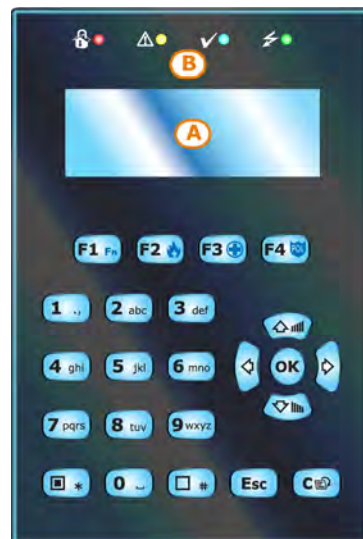 B
A
F1 Fn F2 F3 F4 POL
1 ., 2 abc 3 def
4 ghi 5 jkl 6 mno OK
7 pqrs 8 tuv 9 wxyz
* 0 # Esc C